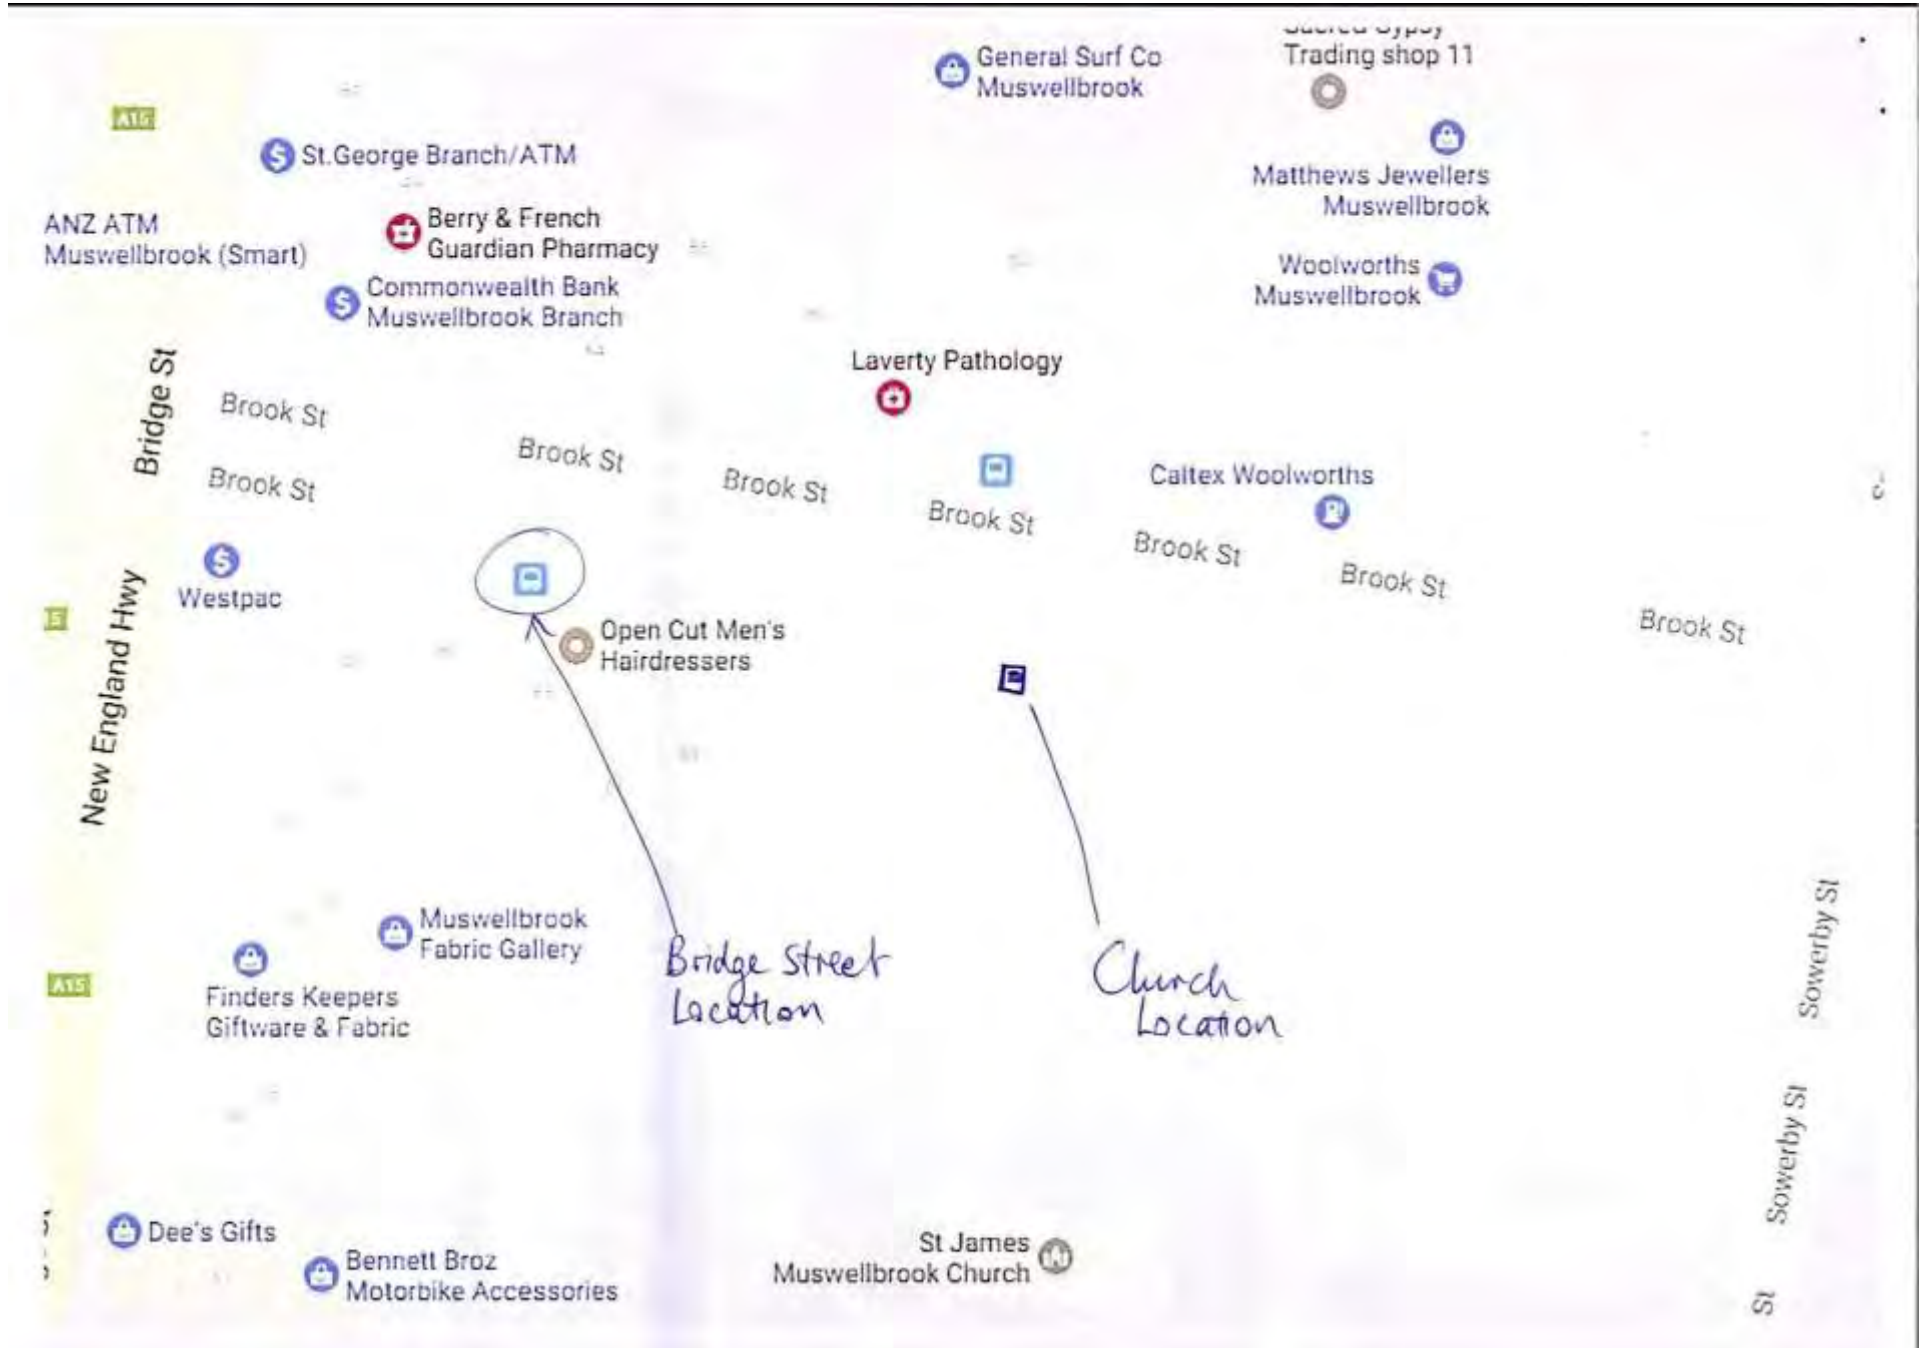 Trading shop 11
General Surf Co
Muswellbrook
A15
St.George Branch/ATM
Matthews Jewellers
Muswellbrook
ANZ ATM
Muswellbrook (Smart)
Berry & French
Guardian Pharmacy
Woolworths
Muswellbrook
Commonwealth Bank
Muswellbrook Branch
Laverty Pathology
Bridge St
Brook St
Brook St
Brook St
Brook St
Brook St
Caltex Woolworths
Brook St
Brook St
Brook St
Westpac
5
New England Hwy
Open Cut Men's
Hairdressers
Muswellbrook
Fabric Gallery
Bridge Street
Location
Church
Location
A15
Finders Keepers
Giftware & Fabric
Sowerby St
Sowerby St
Dee's Gifts
Bennett Broz
Motorbike Accessories
St James
Muswellbrook Church
St